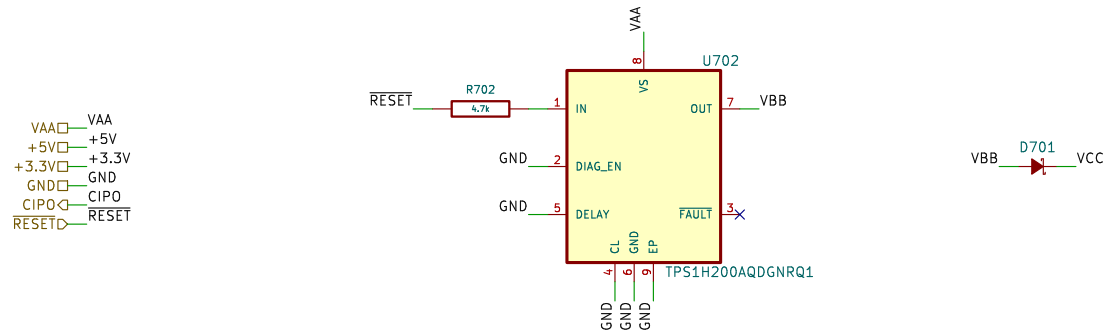 VAA
U702
8
VS
R702
RESET
4.7k
1
IN
OUT
7
VBB
VAA
VAA
+5V
+5V
+3.3V
+3.3V
GND
GND
CIPO
CIPO
RESET
RESET
GND
2
DIAG_EN
GND
5
DELAY
FAULT
3
CL
GND
EP
4
6
9
TPS1H200AQDGNRQ1
GND
GND
GND
D701
VBB
VCC